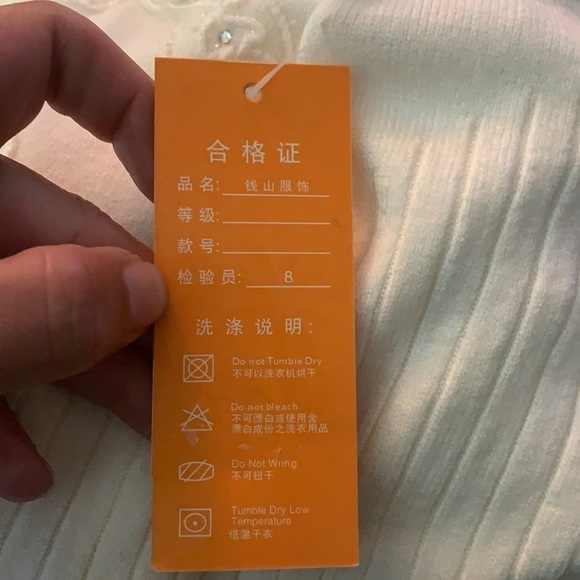 合格证
品名: 钱山服饰
等级:
款号:
检验员: 8
洗涤说明:
Do not Tumbie Dry
不可以洗衣机烘干
Do not bleach
不可漂白或使用含
漂白成份之洗衣用品
Do Not Wring
不可扭干
Tumble Dry Low
Temperature
低温干衣